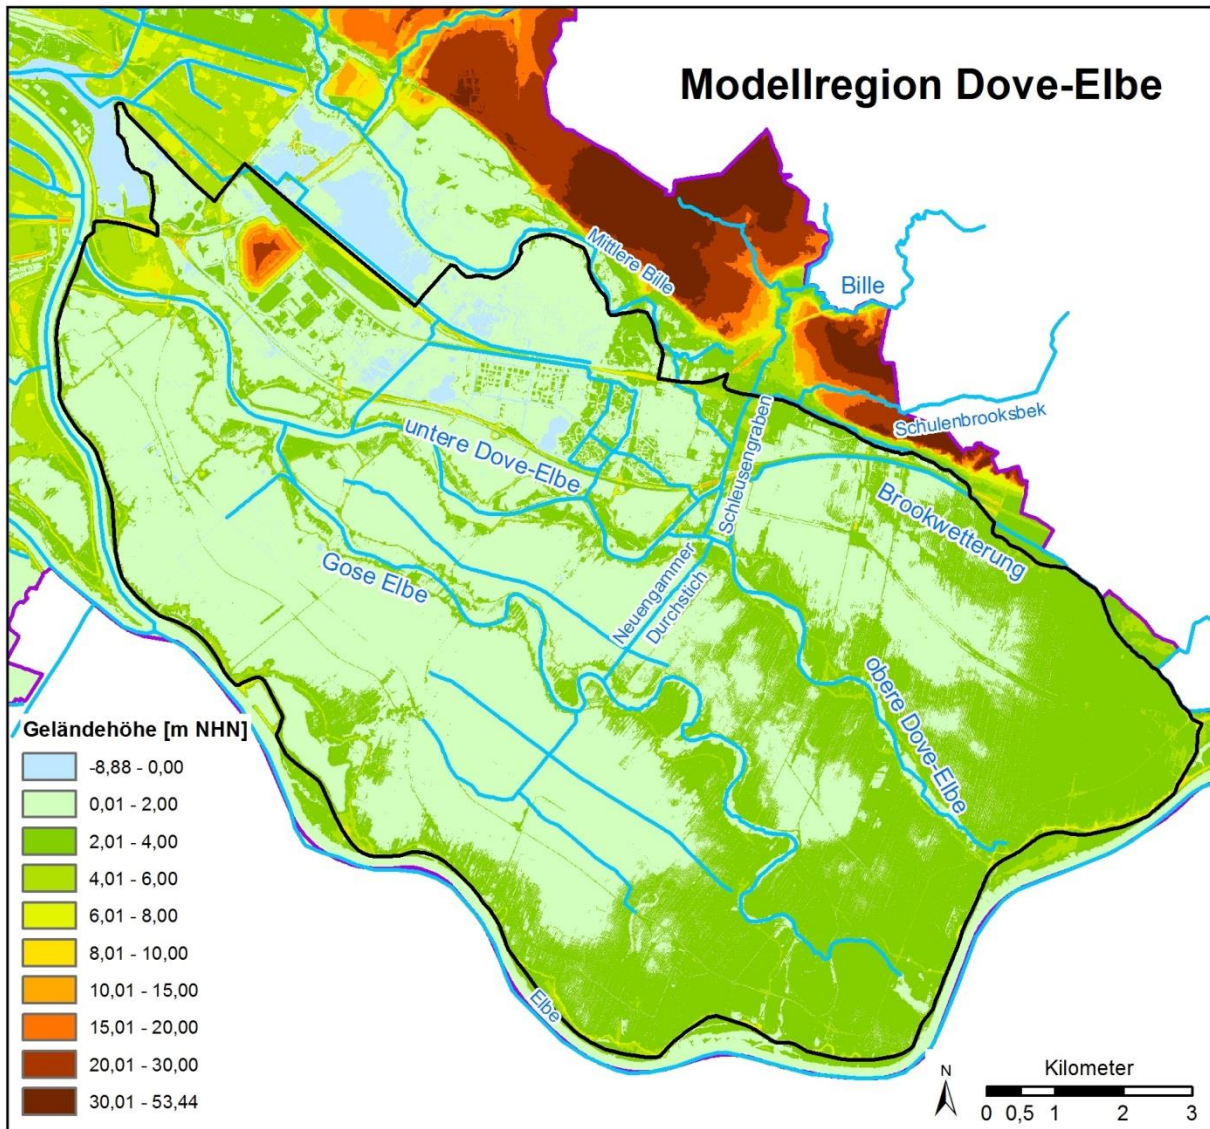 Modellregion Dove-Elbe
Mittlere Bille
Bille
Schulenbrooksbek
Schleusengraben
untere Dove-Elbe
Brookwetterung
Gose Elbe
Neuengammer
Durchstich
obere Dove-Elbe
Elbe
Geländehöhe [m NHN]
-8,88 - 0,00
0,01 - 2,00
2,01 - 4,00
4,01 - 6,00
6,01 - 8,00
8,01 - 10,00
10,01 - 15,00
15,01 - 20,00
20,01 - 30,00
30,01 - 53,44
N
Kilometer
0 0,5 1 2 3